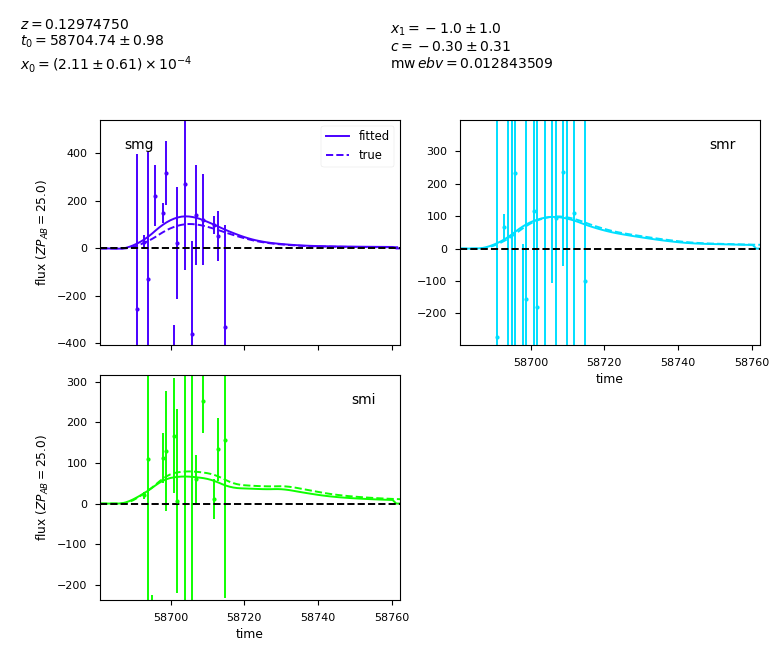 z = 0.12974750
t₀ = 58704.74 ± 0.98
x₀ = (2.11 ± 0.61) × 10⁻⁴
x₁ = −1.0 ± 1.0
c = −0.30 ± 0.31
mw ebv = 0.012843509
smg
fitted
true
400
200
0
−200
−400
flux (ZP_AB = 25.0)
smr
300
200
100
0
−100
−200
58700 58720 58740 58760
time
smi
300
200
100
0
−100
−200
flux (ZP_AB = 25.0)
58700 58720 58740 58760
time